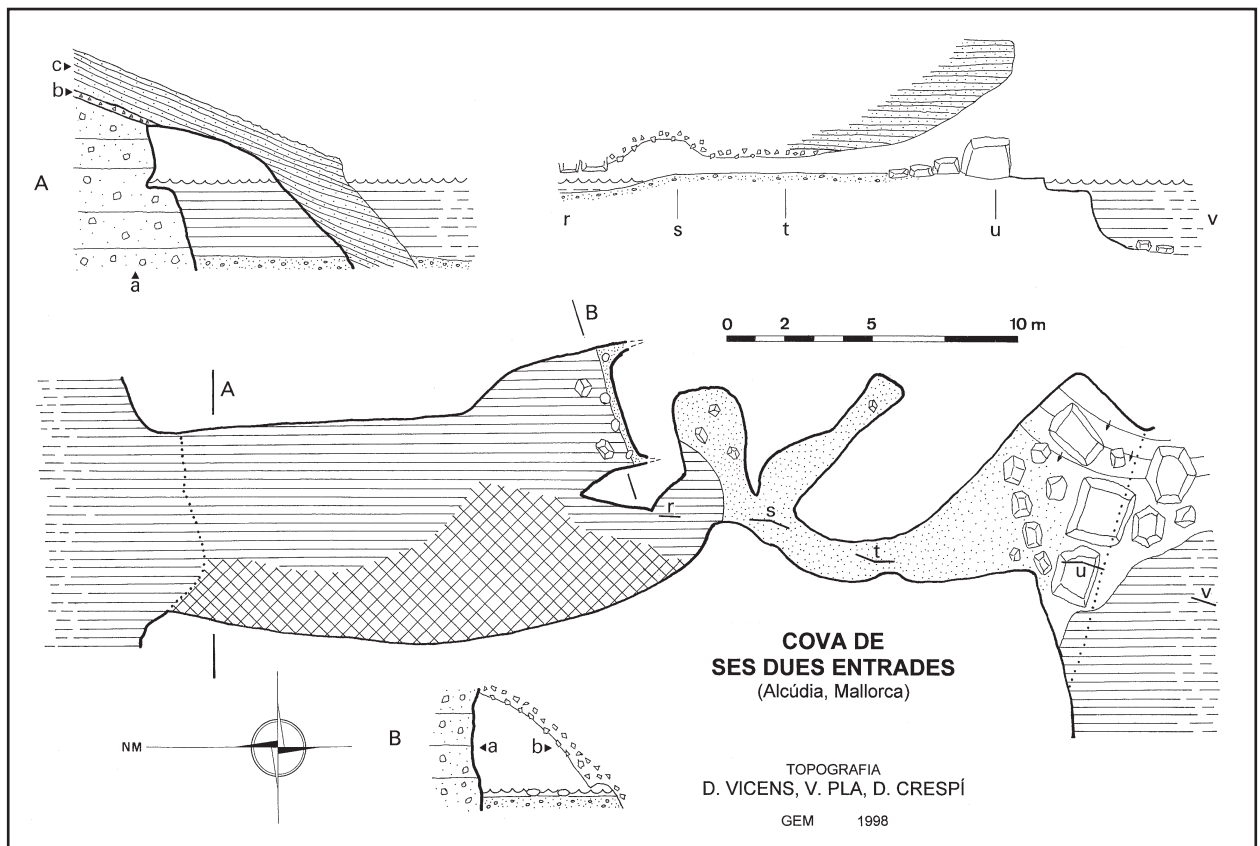 c
b
A
a
r
s
t
u
v
B
0 2 5 10 m
A
r
s
t
u
v
COVA DE
SES DUES ENTRADES
(Alcúdia, Mallorca)
NM
B
a
b
TOPOGRAFIA
D. VICENS, V. PLA, D. CRESPÍ
GEM 1998